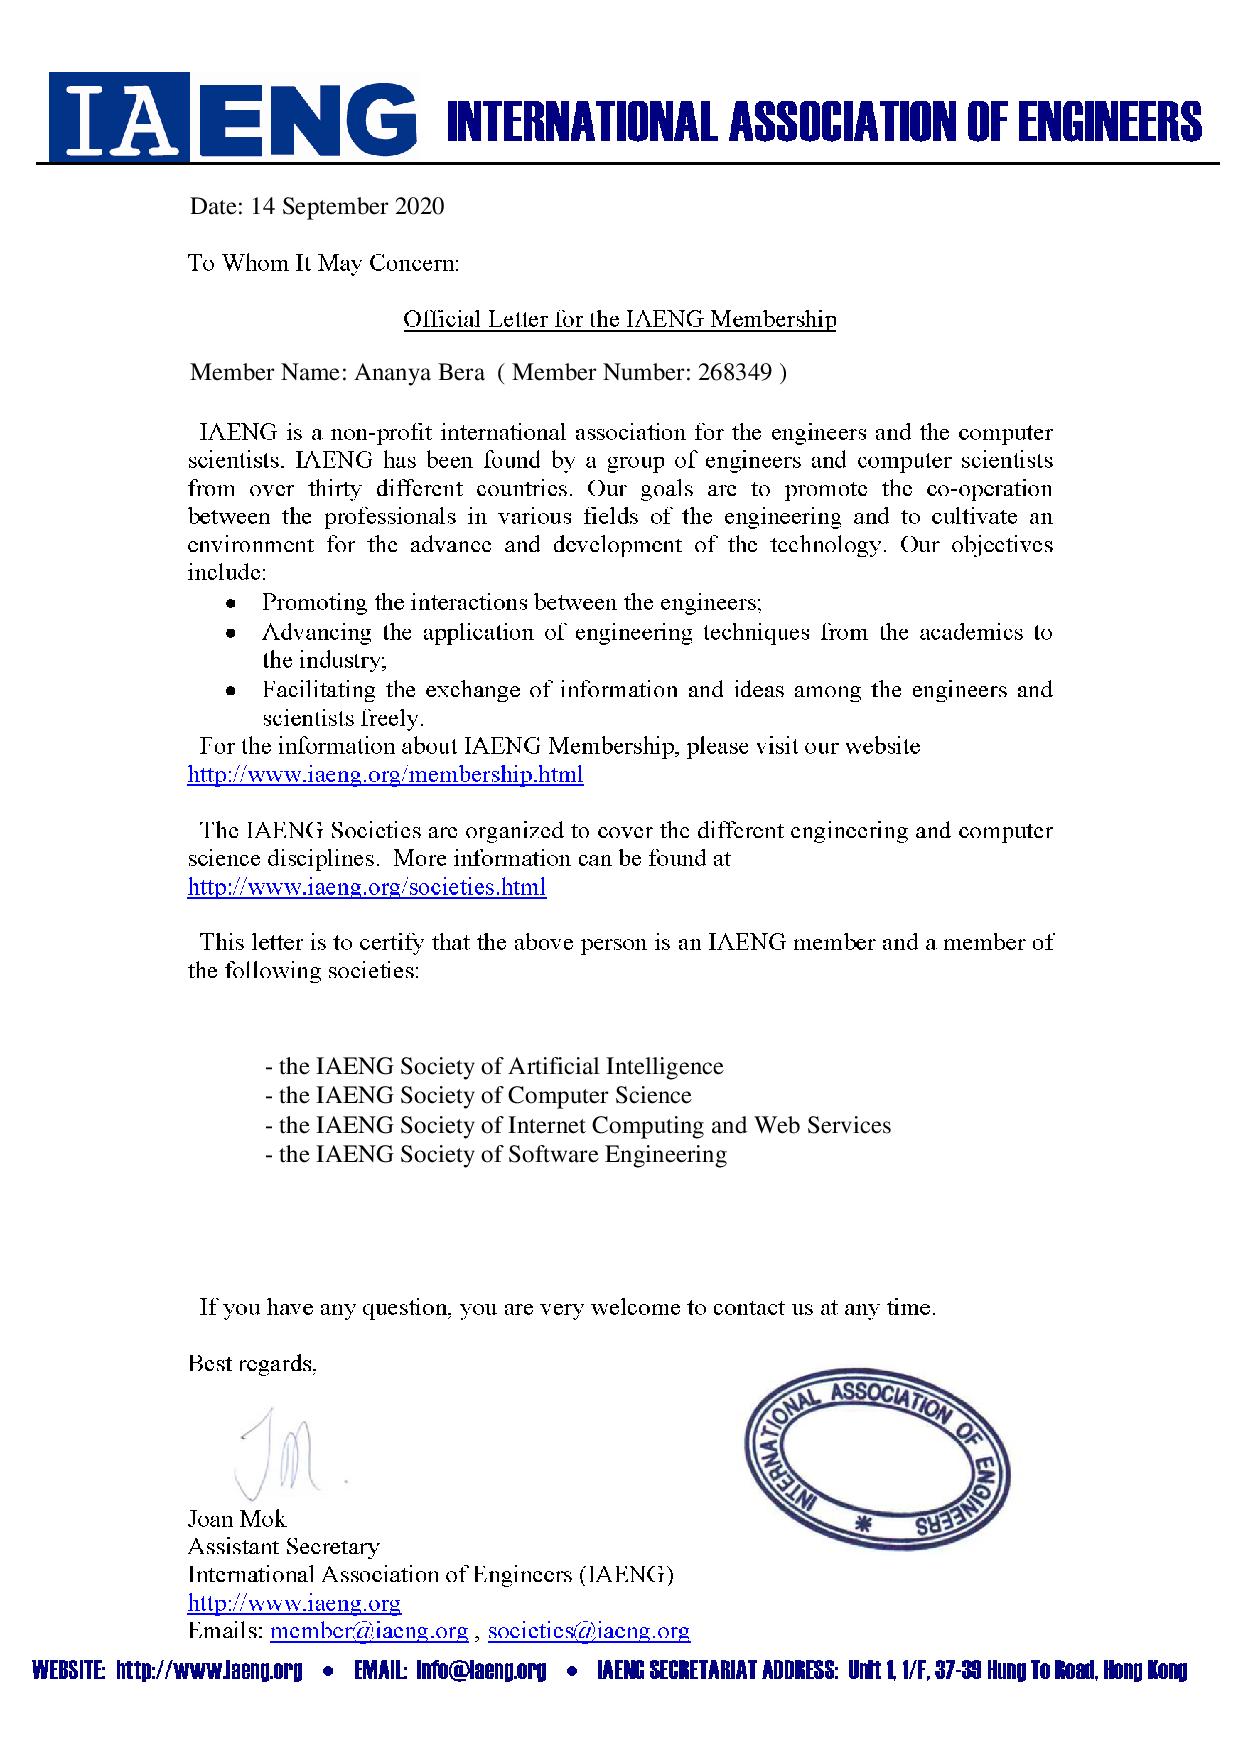 IAENG INTERNATIONAL ASSOCIATION OF ENGINEERS
Date: 14 September 2020
To Whom It May Concern:
Official Letter for the IAENG Membership
Member Name: Ananya Bera ( Member Number: 268349 )
IAENG is a non-profit international association for the engineers and the computer
scientists. IAENG has been found by a group of engineers and computer scientists
from over thirty different countries. Our goals are to promote the co-operation
between the professionals in various fields of the engineering and to cultivate an
environment for the advance and development of the technology. Our objectives
include:
• Promoting the interactions between the engineers;
• Advancing the application of engineering techniques from the academics to
the industry;
• Facilitating the exchange of information and ideas among the engineers and
scientists freely.
For the information about IAENG Membership, please visit our website
http://www.iaeng.org/membership.html
The IAENG Societies are organized to cover the different engineering and computer
science disciplines. More information can be found at
http://www.iaeng.org/societies.html
This letter is to certify that the above person is an IAENG member and a member of
the following societies:
- the IAENG Society of Artificial Intelligence
- the IAENG Society of Computer Science
- the IAENG Society of Internet Computing and Web Services
- the IAENG Society of Software Engineering
If you have any question, you are very welcome to contact us at any time.
Best regards,
JM.
INTERNATIONAL ASSOCIATION OF ENGINEERS *
Joan Mok
Assistant Secretary
International Association of Engineers (IAENG)
http://www.iaeng.org
Emails: member@iaeng.org , societies@iaeng.org
WEBSITE: http://www.iaeng.org • EMAIL: info@iaeng.org • IAENG SECRETARIAT ADDRESS: Unit 1, 1/F, 37-39 Hung To Road, Hong Kong